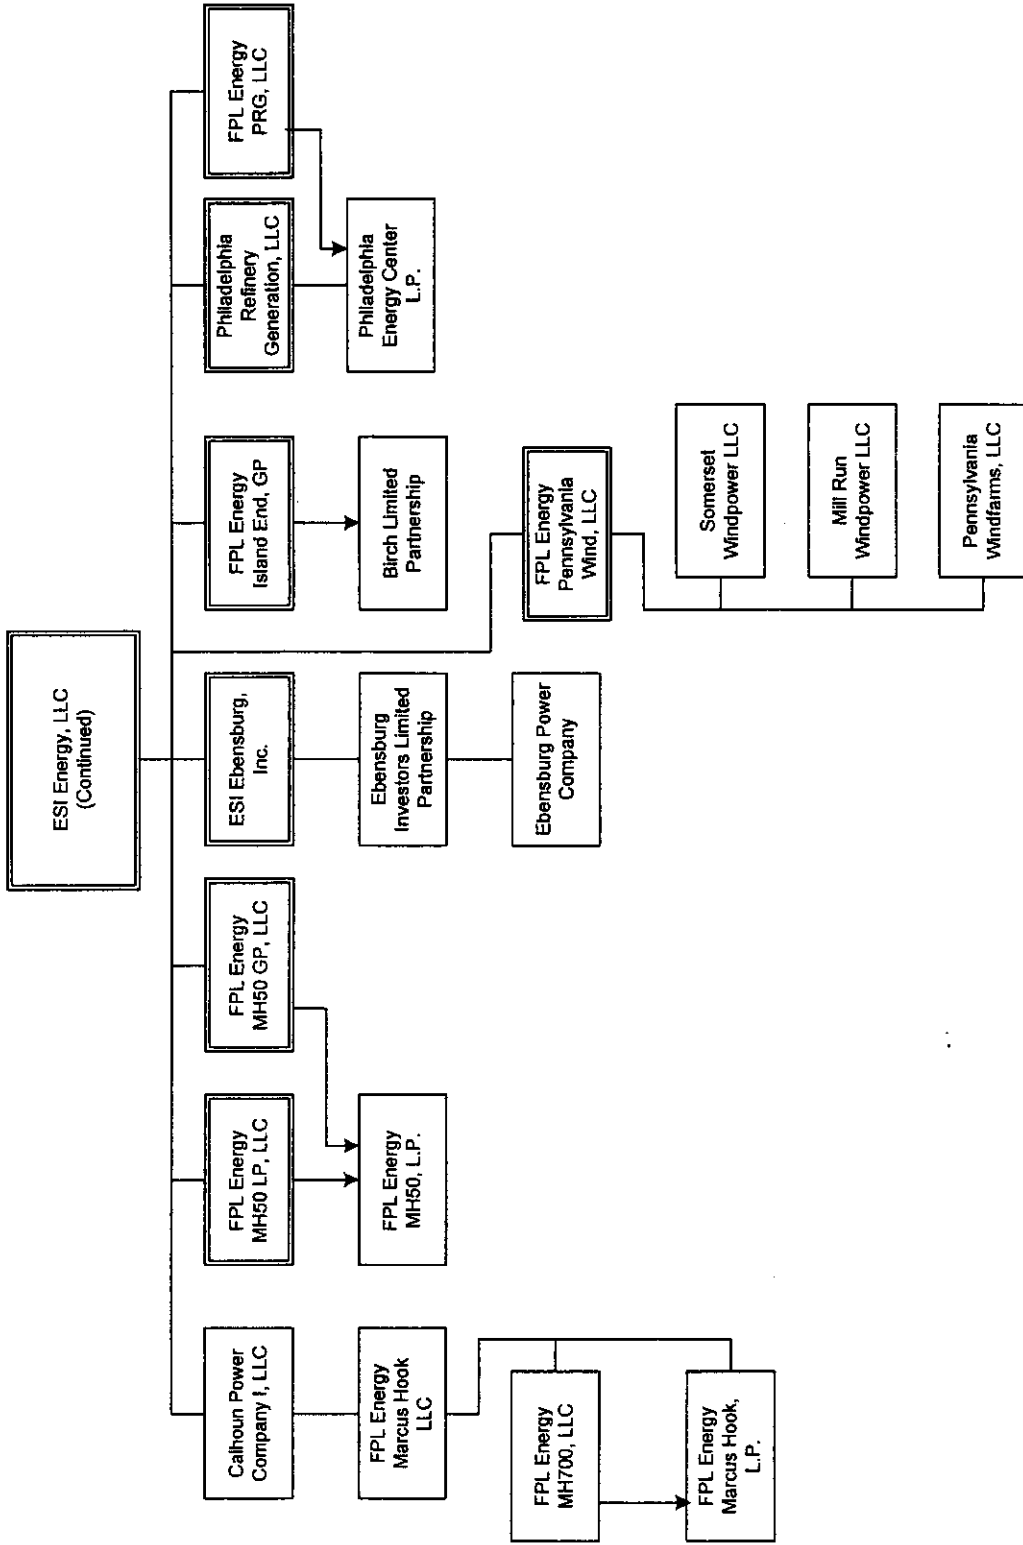 ESI Energy, LLC
(Continued)
Calhoun Power
Company I, LLC
FPL Energy
MH50 LP, LLC
FPL Energy
MH50 GP, LLC
ESI Ebensburg,
Inc.
FPL Energy
Island End, GP
Philadelphia
Refinery
Generation, LLC
FPL Energy
PRG, LLC
FPL Energy
Marcus Hook
LLC
FPL Energy
MH50, L.P.
Ebensburg
Investors Limited
Partnership
Birch Limited
Partnership
Philadelphia
Energy Center
L.P.
FPL Energy
MH700, LLC
Ebensburg Power
Company
FPL Energy
Pennsylvania
Wind, LLC
FPL Energy
Marcus Hook,
L.P.
Somerset
Windpower LLC
Mill Run
Windpower LLC
Pennsylvania
Windfarms, LLC